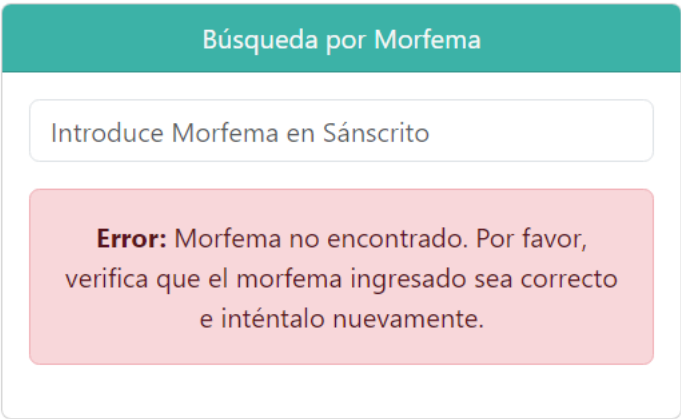 Búsqueda por Morfema
Introduce Morfema en Sánscrito
Error: Morfema no encontrado. Por favor,
verifica que el morfema ingresado sea correcto
e inténtalo nuevamente.